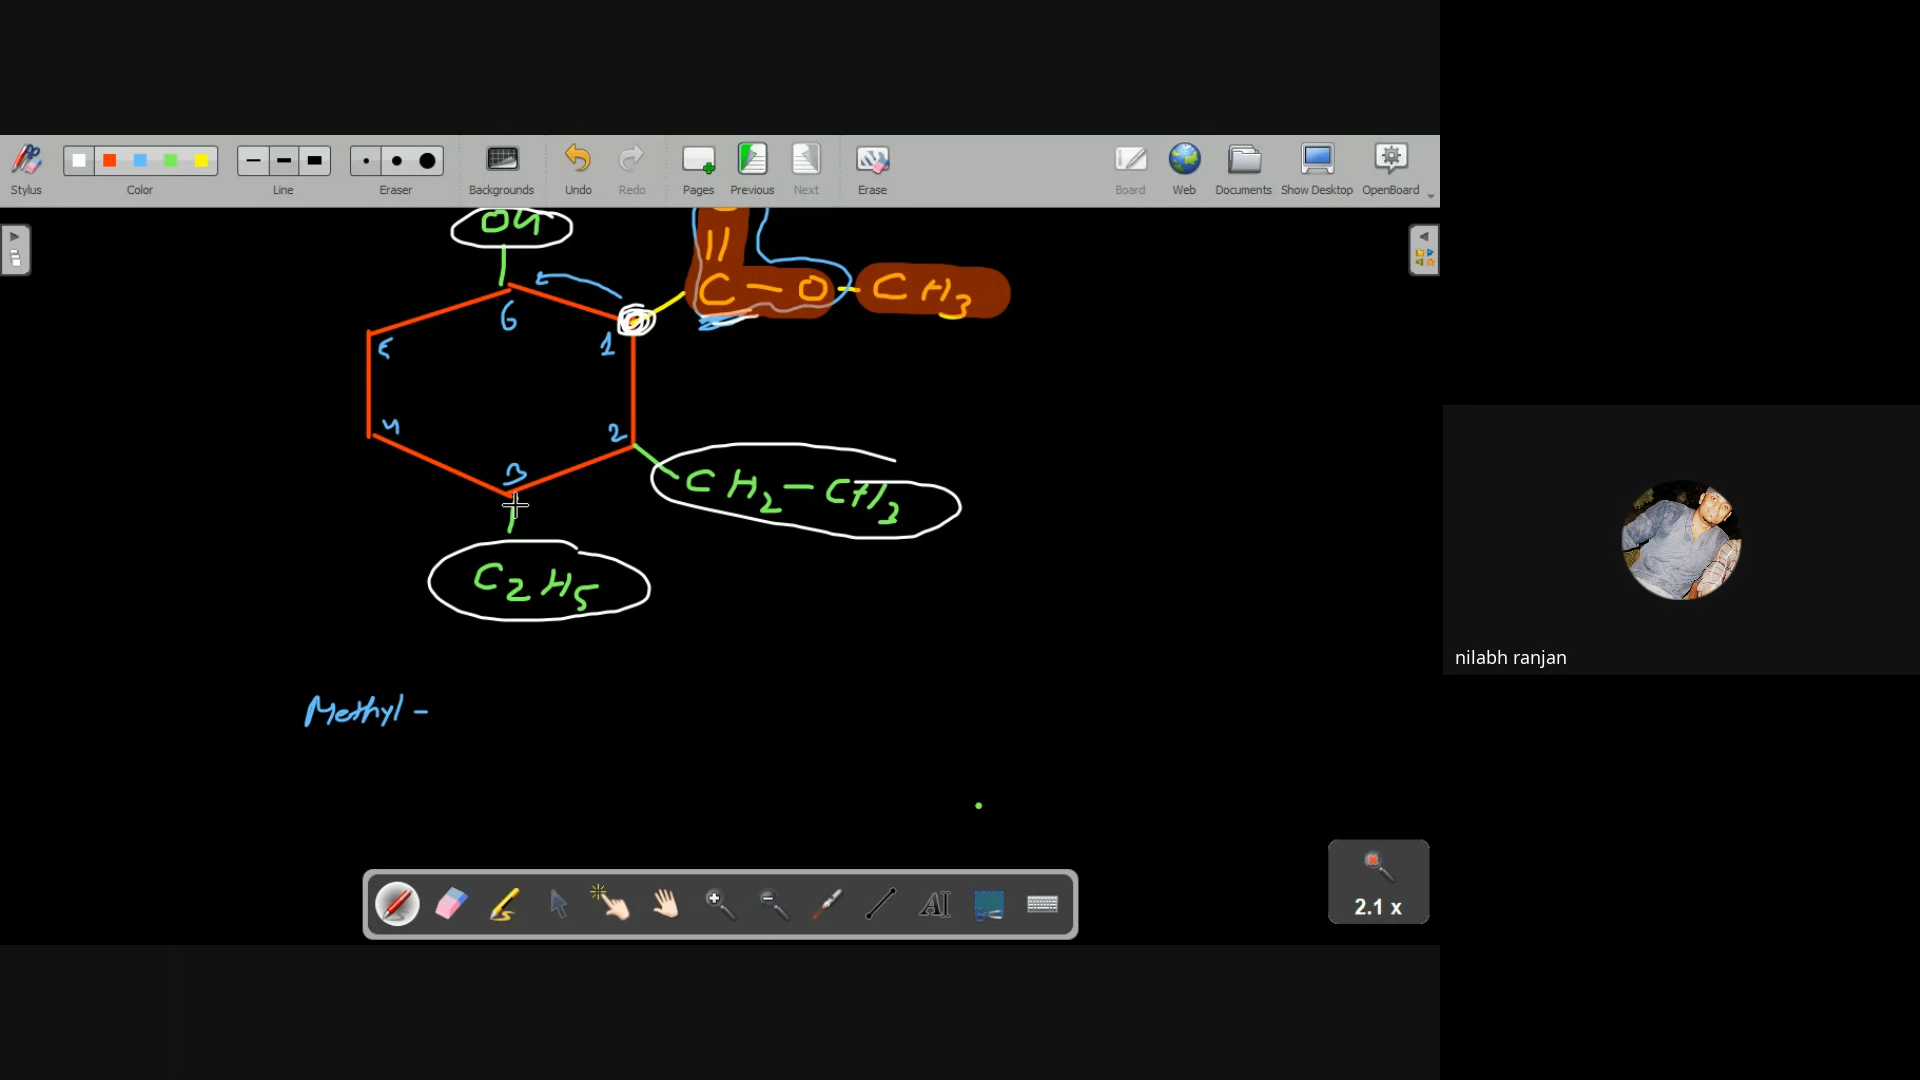 Stylus Color Line Eraser Backgrounds Undo Redo Pages Previous Next Erase Board Web Documents Show Desktop OpenBoard
OH
C - O - CH3
6
1
5
4
2
3
CH2 - CH3
C2H5
nilabh ranjan
Methyl -
AI
2.1 x